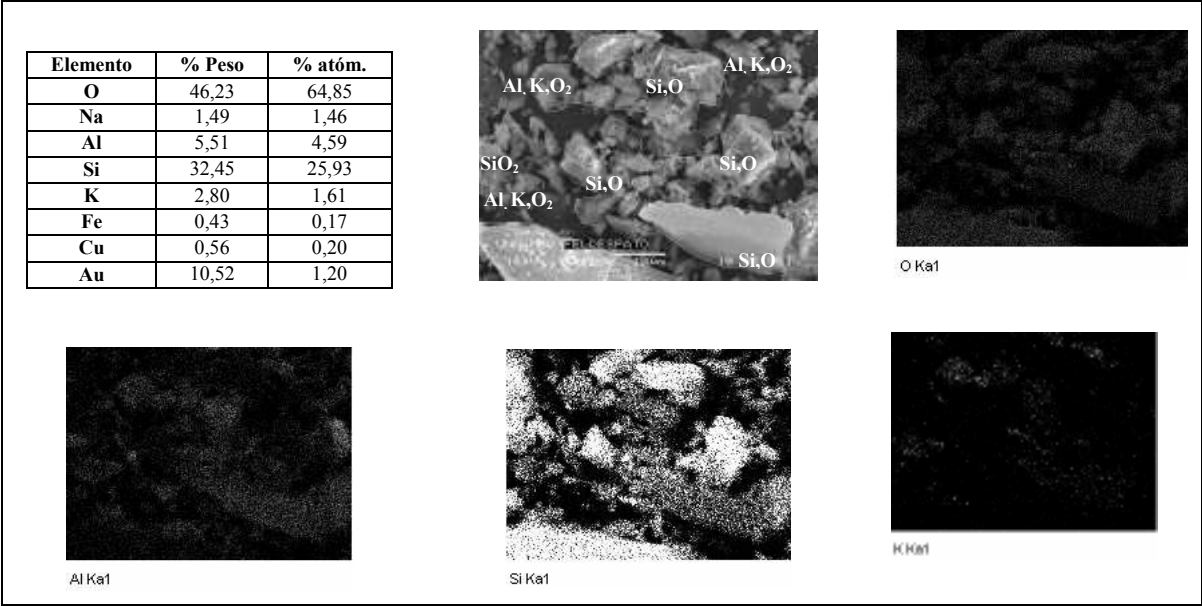 Elemento % Peso % atóm.
O 46,23 64,85
Na 1,49 1,46
Al 5,51 4,59
Si 32,45 25,93
K 2,80 1,61
Fe 0,43 0,17
Cu 0,56 0,20
Au 10,52 1,20
Al, K,O₂
Si,O
Al, K,O₂
SiO₂
Si,O
Si,O
Al, K,O₂
FELDESPATO
Si,O
O Ka1
Al Ka1
Si Ka1
K Ka1